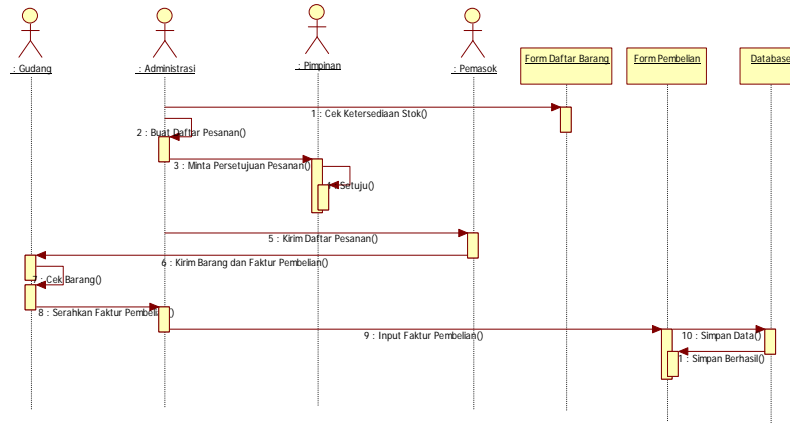 : Gudang
: Administrasi
: Pimpinan
: Pemasok
Form Daftar Barang
Form Pembelian
Database
1 : Cek Ketersediaan Stok()
2 : Buat Daftar Pesanan()
3 : Minta Persetujuan Pesanan()
Setuju()
5 : Kirim Daftar Pesanan()
6 : Kirim Barang dan Faktur Pembelian()
7 : Cek Barang()
8 : Serahkan Faktur Pembelian()
9 : Input Faktur Pembelian()
10 : Simpan Data()
1 : Simpan Berhasil()